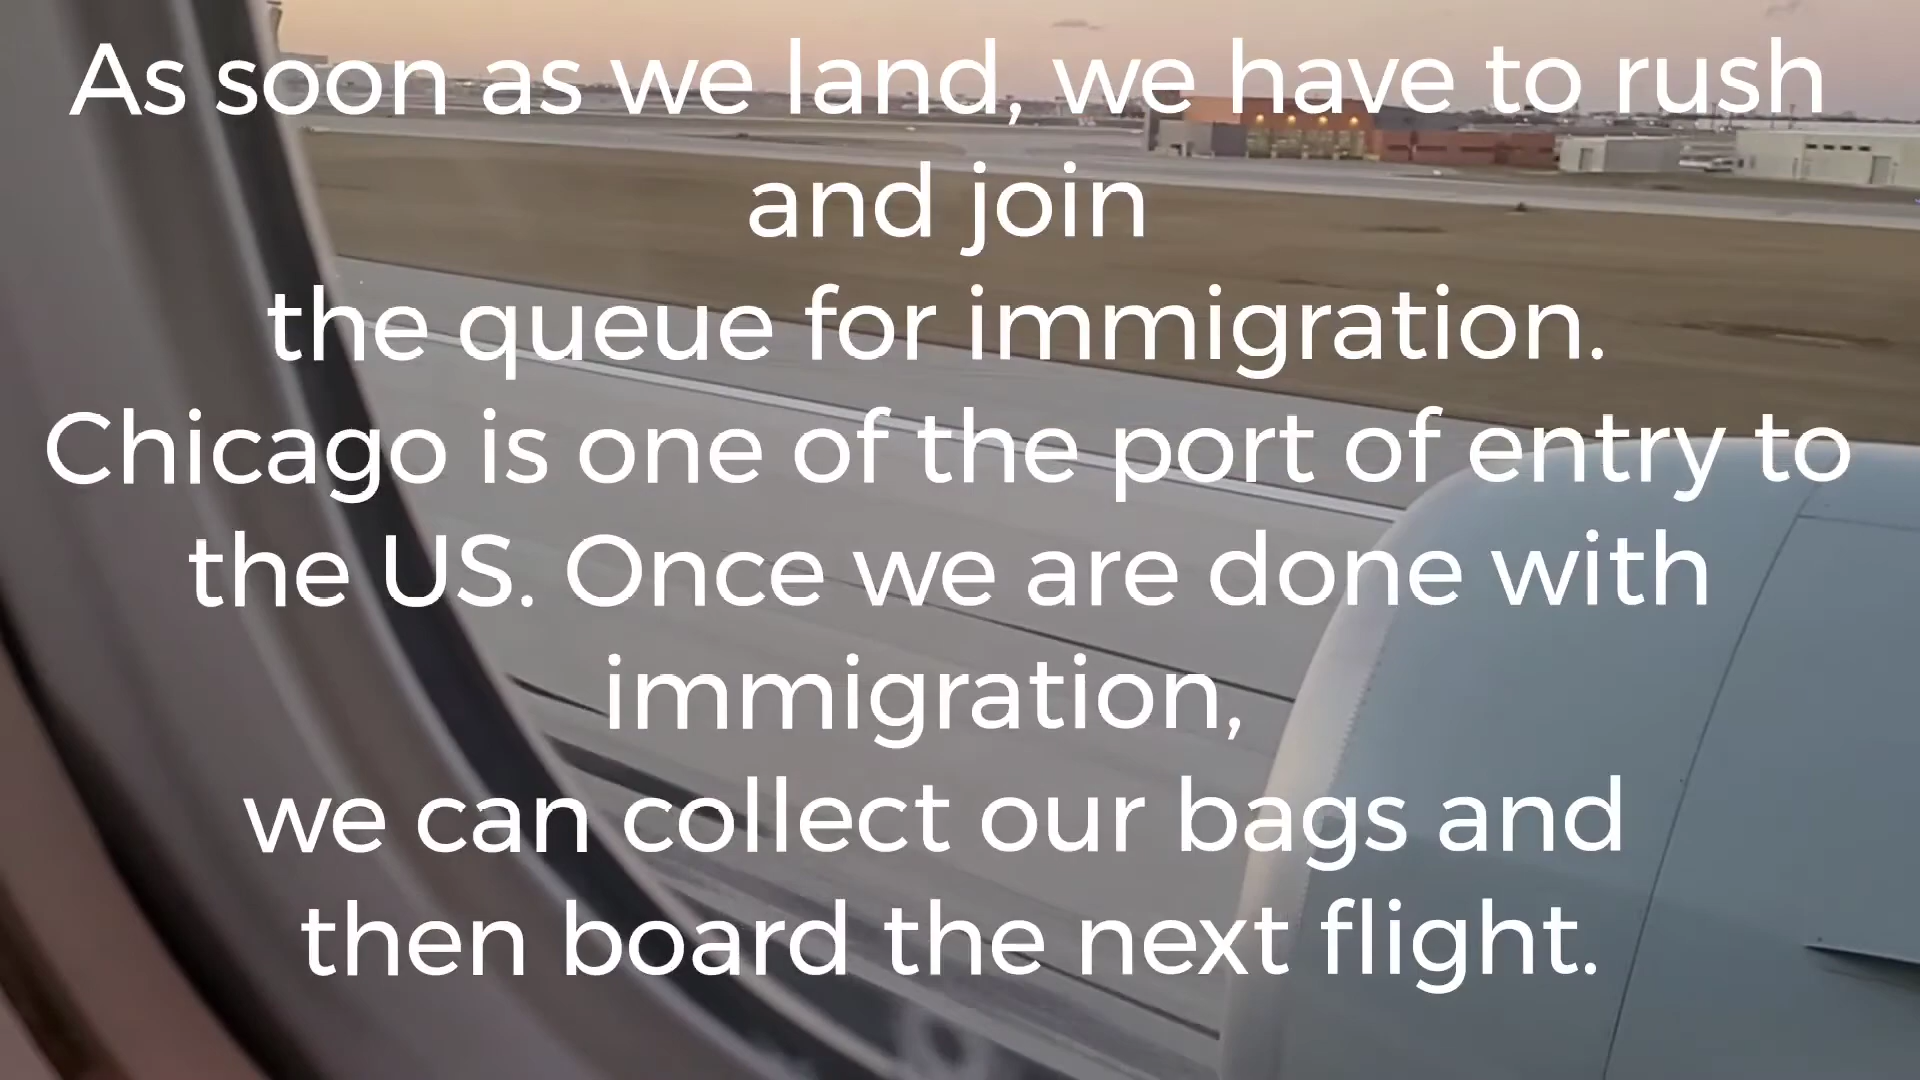 As soon as we land, we have to rush
and join
the queue for immigration.
Chicago is one of the port of entry to
the US. Once we are done with
immigration,
we can collect our bags and
then board the next flight.